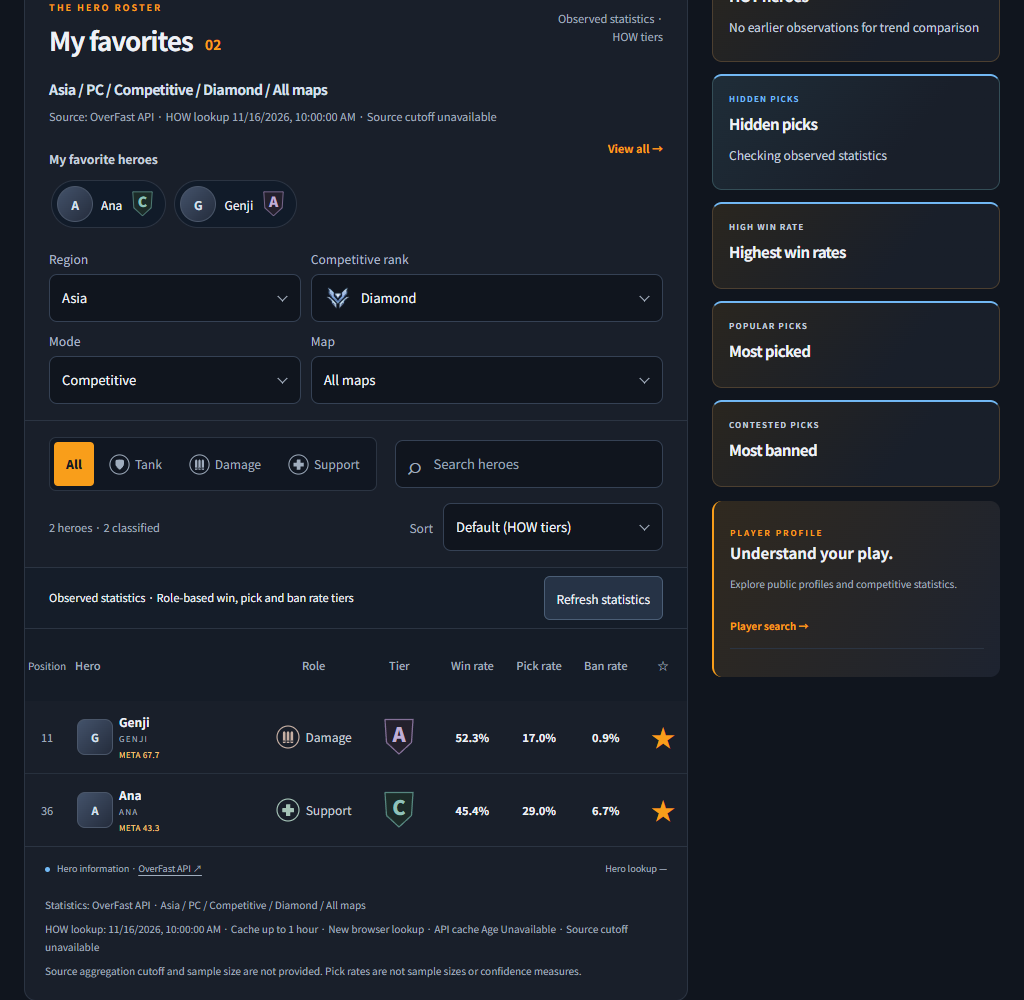 THE HERO ROSTER
My favorites 02
Observed statistics ·
HOW tiers
Asia / PC / Competitive / Diamond / All maps
Source: OverFast API · HOW lookup 11/16/2026, 10:00:00 AM · Source cutoff unavailable
My favorite heroes
View all →
A Ana C
G Genji A
Region
Competitive rank
Asia
Diamond
Mode
Map
Competitive
All maps
All
Tank
Damage
Support
Search heroes
2 heroes · 2 classified
Sort
Default (HOW tiers)
Observed statistics · Role-based win, pick and ban rate tiers
Refresh statistics
Position Hero Role Tier Win rate Pick rate Ban rate ☆
11 G Genji Damage A 52.3% 17.0% 0.9% ★
GENJI
META 67.7
36 A Ana Support C 45.4% 29.0% 6.7% ★
ANA
META 43.3
Hero information · OverFast API ↗
Hero lookup —
Statistics: OverFast API · Asia / PC / Competitive / Diamond / All maps
HOW lookup: 11/16/2026, 10:00:00 AM · Cache up to 1 hour · New browser lookup · API cache Age Unavailable · Source cutoff
unavailable
Source aggregation cutoff and sample size are not provided. Pick rates are not sample sizes or confidence measures.
No earlier observations for trend comparison
HIDDEN PICKS
Hidden picks
Checking observed statistics
HIGH WIN RATE
Highest win rates
POPULAR PICKS
Most picked
CONTESTED PICKS
Most banned
PLAYER PROFILE
Understand your play.
Explore public profiles and competitive statistics.
Player search →